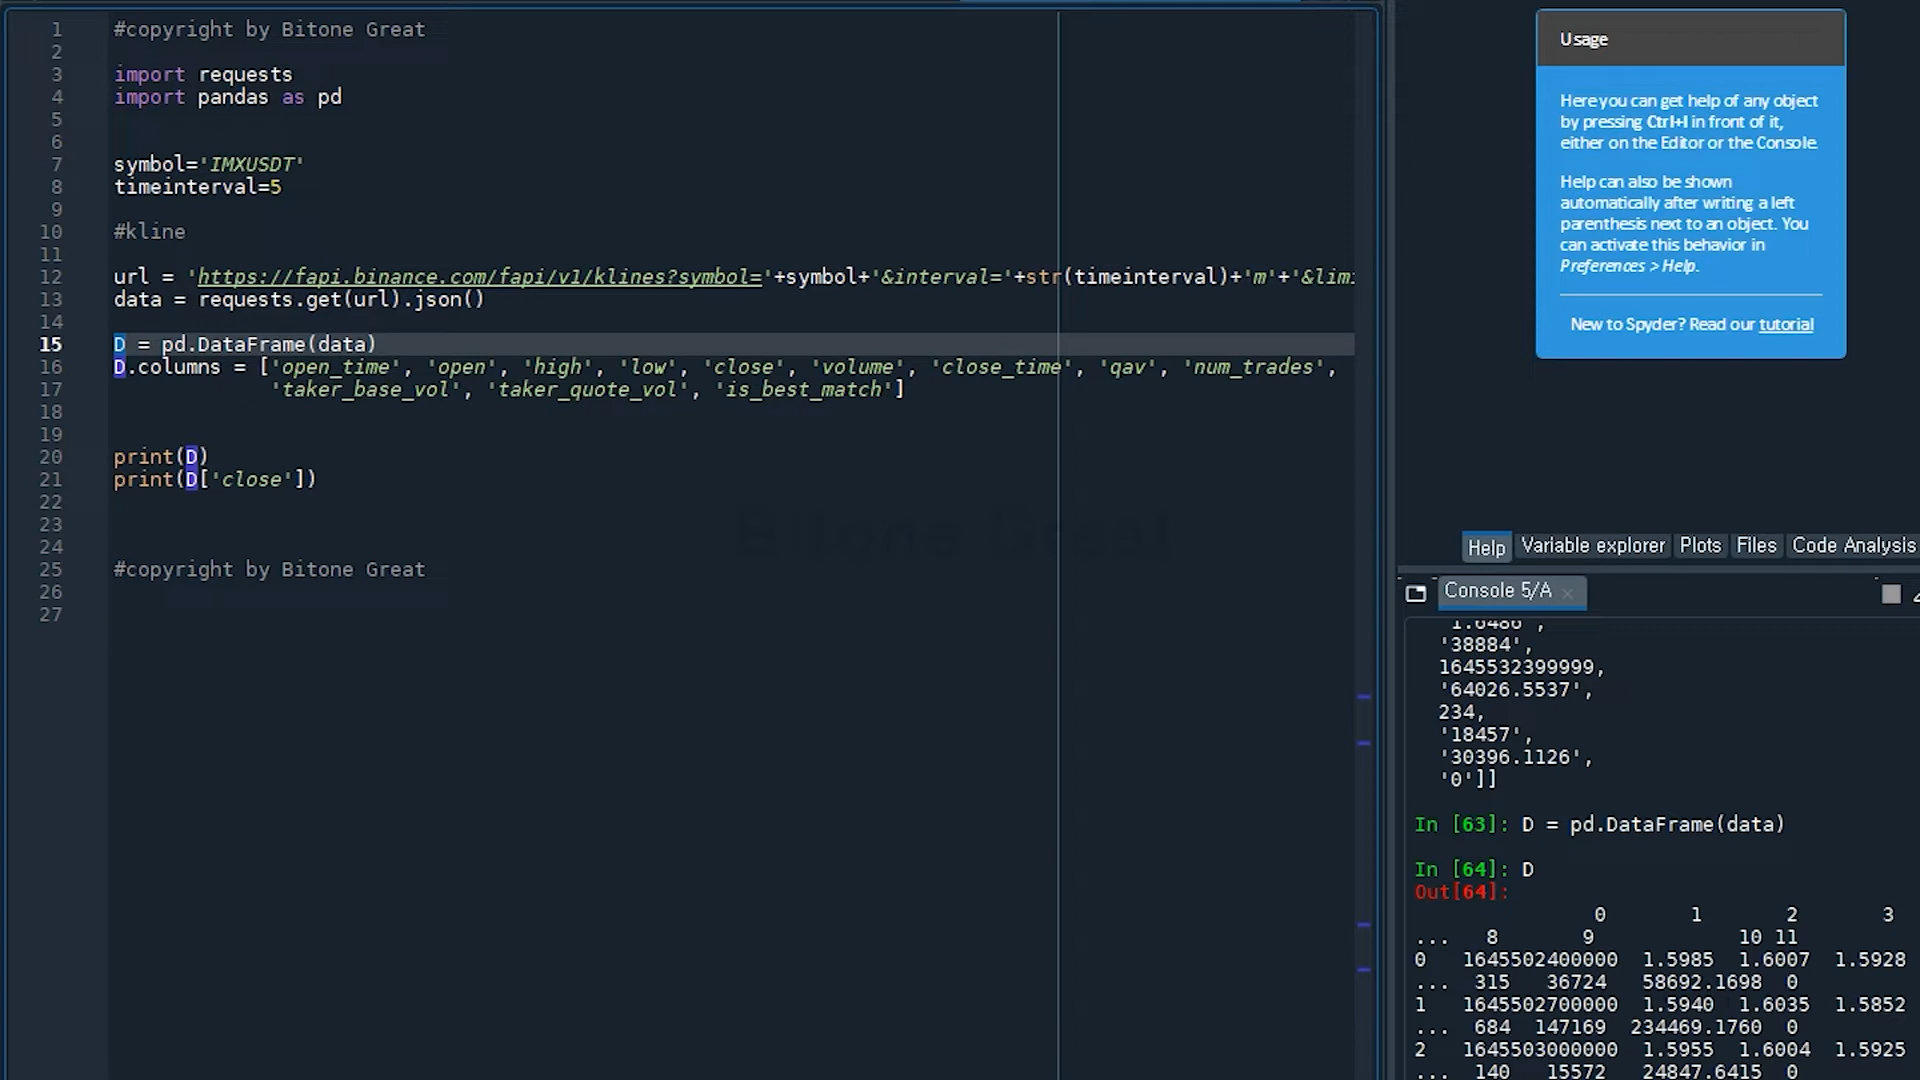 1 #copyright by Bitone Great
2
3 import requests
4 import pandas as pd
5
6
7 symbol='IMXUSDT'
8 timeinterval=5
9
10 #kline
11
12 url = 'https://fapi.binance.com/fapi/v1/klines?symbol='+symbol+'&interval='+str(timeinterval)+'m'+'&limi
13 data = requests.get(url).json()
14
15 D = pd.DataFrame(data)
16 D.columns = ['open_time', 'open', 'high', 'low', 'close', 'volume', 'close_time', 'qav', 'num_trades',
17 'taker_base_vol', 'taker_quote_vol', 'is_best_match']
18
19
20 print(D)
21 print(D['close'])
22
23
24
25 #copyright by Bitone Great
26
27
Bitone Great
Usage
Here you can get help of any object
by pressing Ctrl+I in front of it,
either on the Editor or the Console.
Help can also be shown
automatically after writing a left
parenthesis next to an object. You
can activate this behavior in
Preferences > Help.
New to Spyder? Read our tutorial
Help Variable explorer Plots Files Code Analysis
Console 5/A
'1.6486',
'38884',
1645532399999,
'64026.5537',
234,
'18457',
'30396.1126',
'0']]
In [63]: D = pd.DataFrame(data)
In [64]: D
Out[64]:
0 1 2 3
... 8 9 10 11
0 1645502400000 1.5985 1.6007 1.5928
... 315 36724 58692.1698 0
1 1645502700000 1.5940 1.6035 1.5852
... 684 147169 234469.1760 0
2 1645503000000 1.5955 1.6004 1.5925
... 140 15572 24847.6415 0